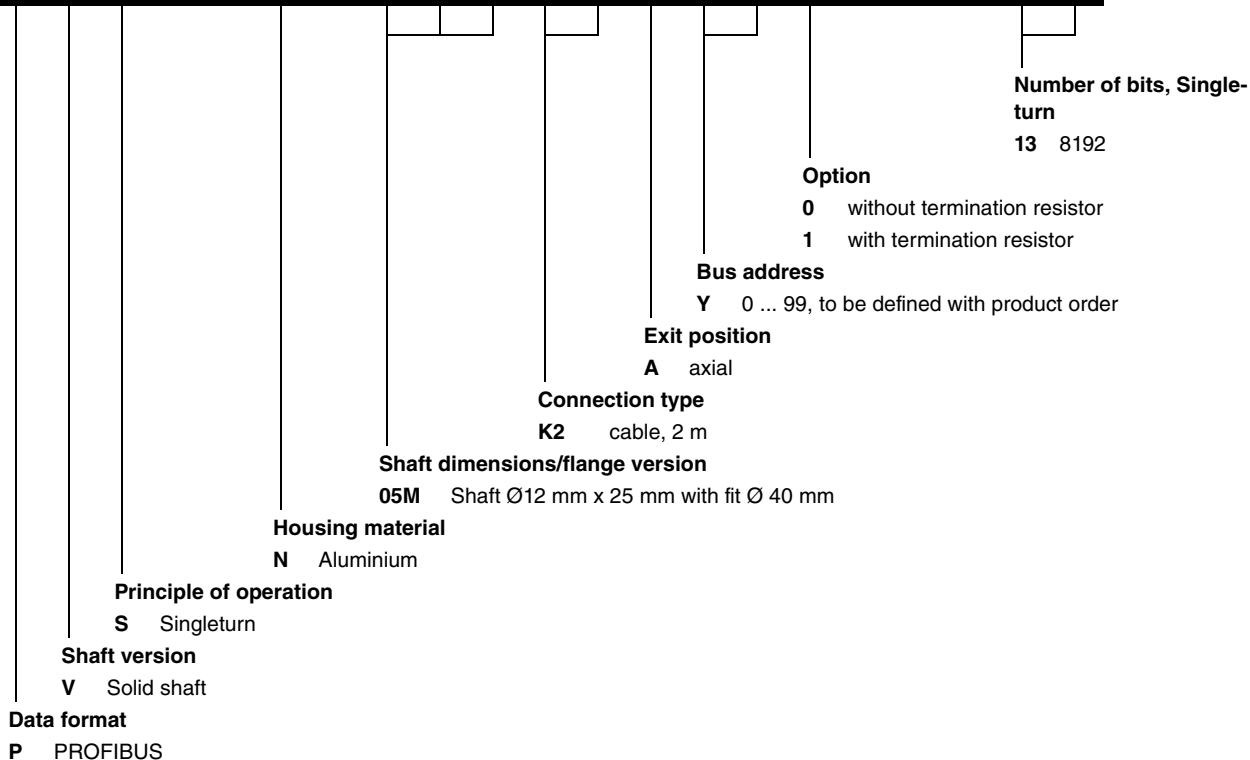 Number of bits, Single-
turn
13 8192
Option
0 without termination resistor
1 with termination resistor
Bus address
Y 0 ... 99, to be defined with product order
Exit position
A axial
Connection type
K2 cable, 2 m
Shaft dimensions/flange version
05M Shaft Ø12 mm x 25 mm with fit Ø 40 mm
Housing material
N Aluminium
Principle of operation
S Singleturn
Shaft version
V Solid shaft
Data format
P PROFIBUS